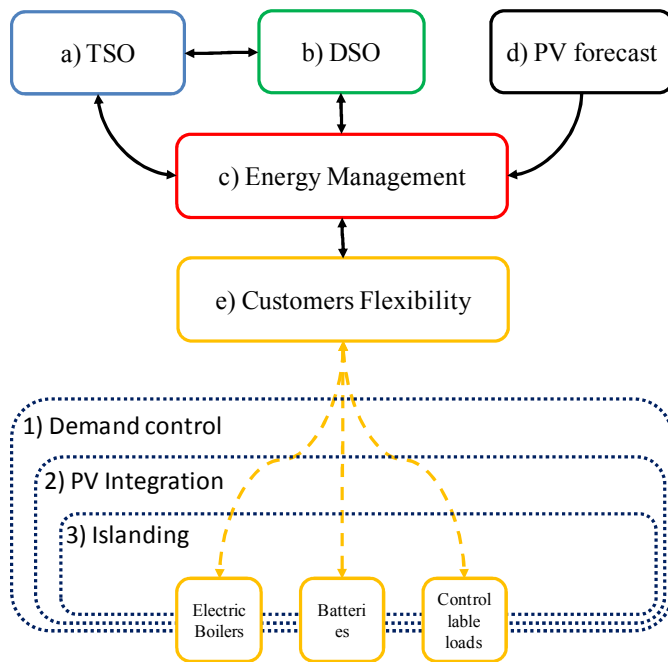 a) TSO
b) DSO
d) PV forecast
c) Energy Management
e) Customers Flexibility
1) Demand control
2) PV Integration
3) Islanding
Electric
Boilers
Batteri
es
Control
lable
loads